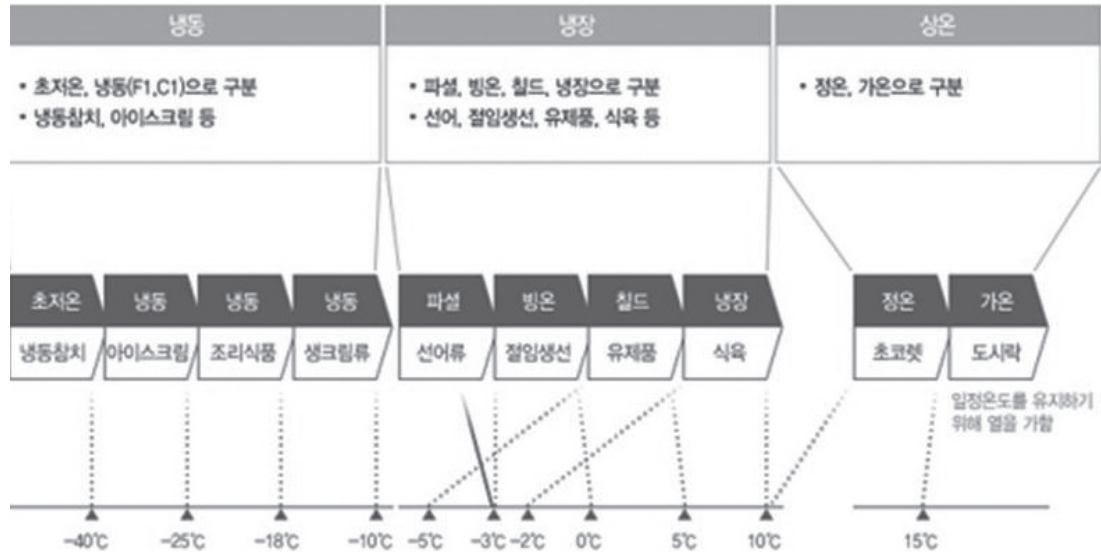 냉동
냉장
상온
• 초저온, 냉동(F1,C1)으로 구분
• 냉동참치, 아이스크림 등
• 파셜, 빙온, 칠드, 냉장으로 구분
• 선어, 절임생선, 유제품, 식육 등
• 정온, 가온으로 구분
초저온
냉동
냉동
냉동
파셜
빙온
칠드
냉장
정온
가온
냉동참치
아이스크림
조리식품
생크림류
선어류
절임생선
유제품
식육
초코렛
도시락
일정온도를 유지하기
위해 열을 가함
-40℃
-25℃
-18℃
-10℃
-5℃
-3℃
-2℃
0℃
5℃
10℃
15℃